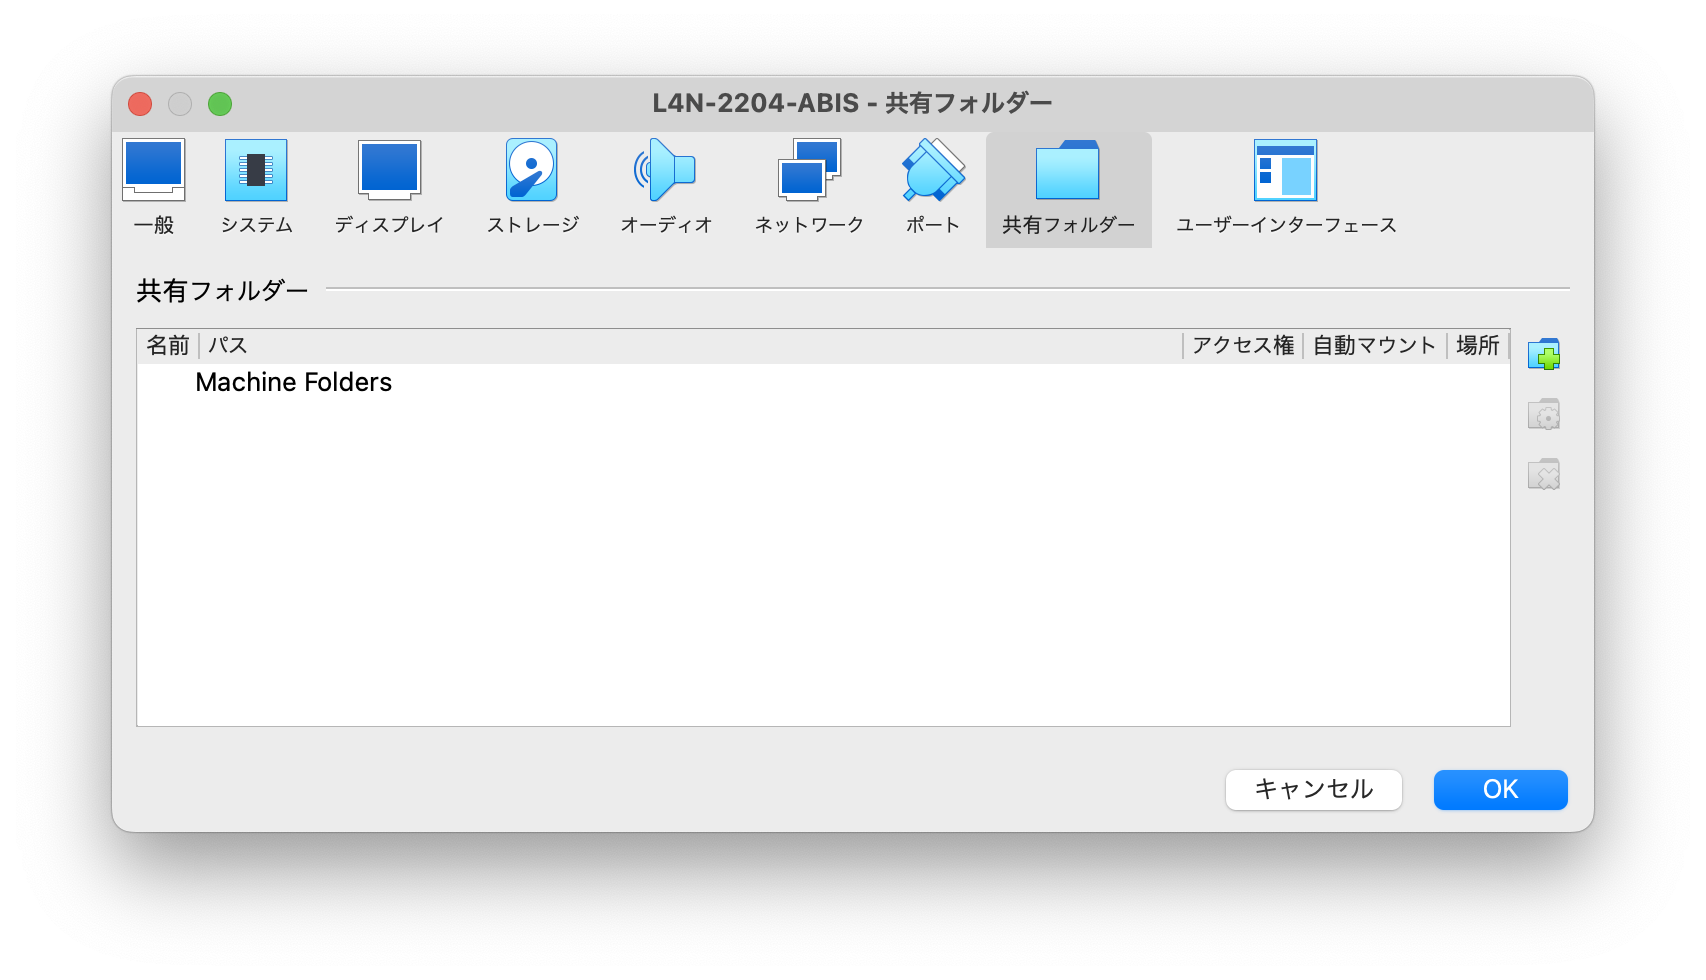 L4N-2204-ABIS - 共有フォルダー
一般 システム ディスプレイ ストレージ オーディオ ネットワーク ポート 共有フォルダー ユーザーインターフェース
共有フォルダー
名前 パス アクセス権 自動マウント 場所
Machine Folders
キャンセル OK